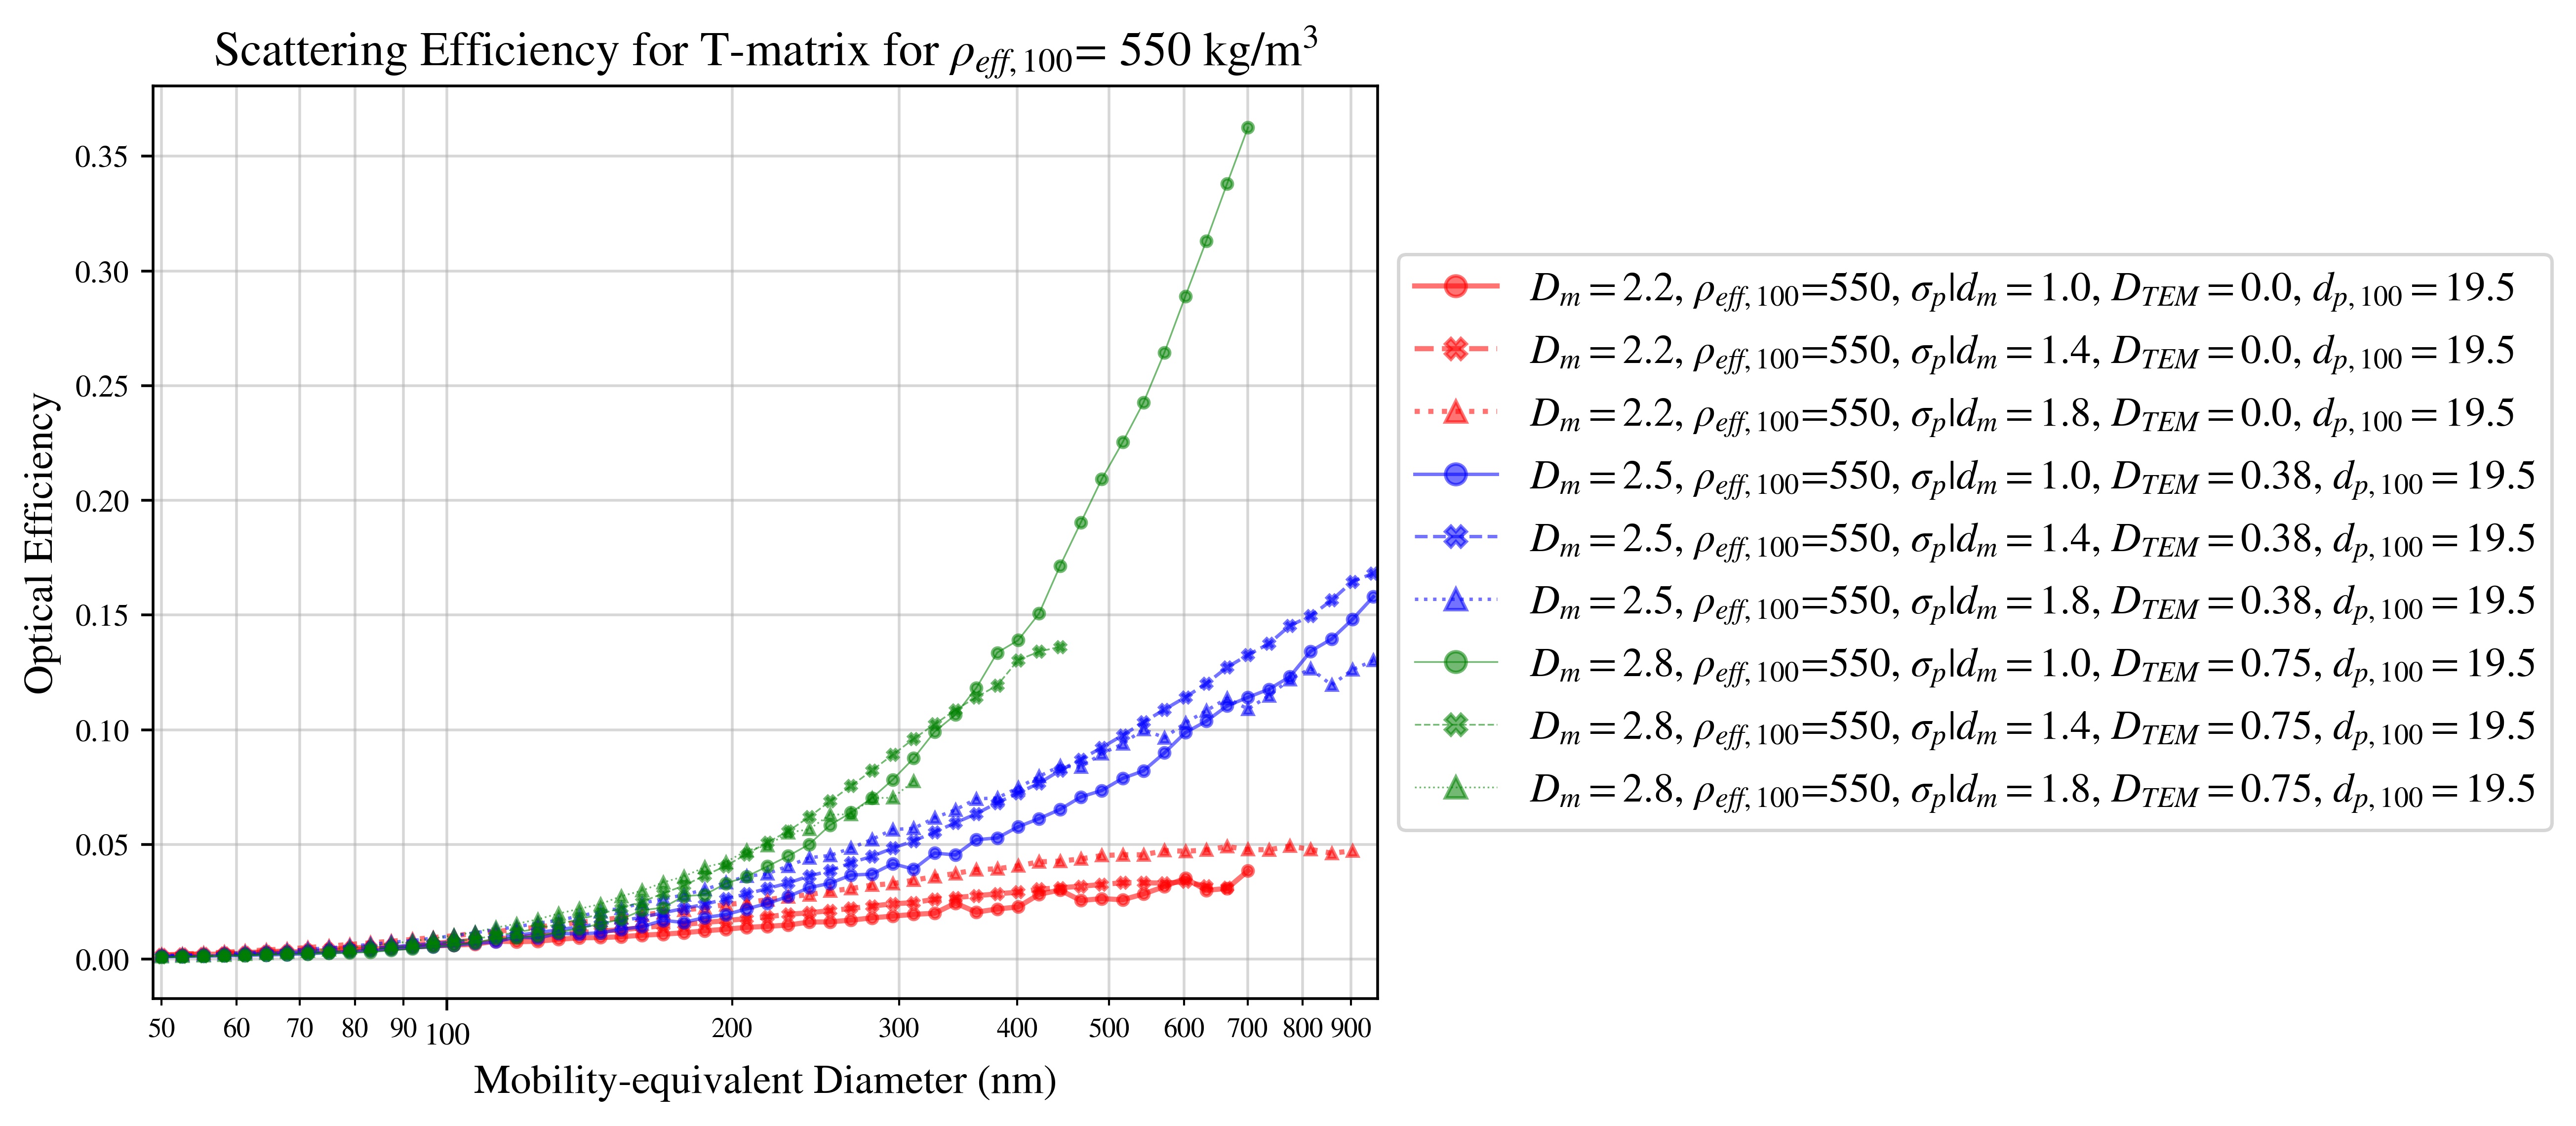 Scattering Efficiency for T-matrix for ρeff,100= 550 kg/m³
Optical Efficiency
0.35
0.30
0.25
0.20
0.15
0.10
0.05
0.00
50 60 70 80 90 100 200 300 400 500 600 700 800 900
Mobility-equivalent Diameter (nm)
Dm = 2.2, ρeff,100=550, σp|dm = 1.0, DTEM = 0.0, dp,100 = 19.5
Dm = 2.2, ρeff,100=550, σp|dm = 1.4, DTEM = 0.0, dp,100 = 19.5
Dm = 2.2, ρeff,100=550, σp|dm = 1.8, DTEM = 0.0, dp,100 = 19.5
Dm = 2.5, ρeff,100=550, σp|dm = 1.0, DTEM = 0.38, dp,100 = 19.5
Dm = 2.5, ρeff,100=550, σp|dm = 1.4, DTEM = 0.38, dp,100 = 19.5
Dm = 2.5, ρeff,100=550, σp|dm = 1.8, DTEM = 0.38, dp,100 = 19.5
Dm = 2.8, ρeff,100=550, σp|dm = 1.0, DTEM = 0.75, dp,100 = 19.5
Dm = 2.8, ρeff,100=550, σp|dm = 1.4, DTEM = 0.75, dp,100 = 19.5
Dm = 2.8, ρeff,100=550, σp|dm = 1.8, DTEM = 0.75, dp,100 = 19.5